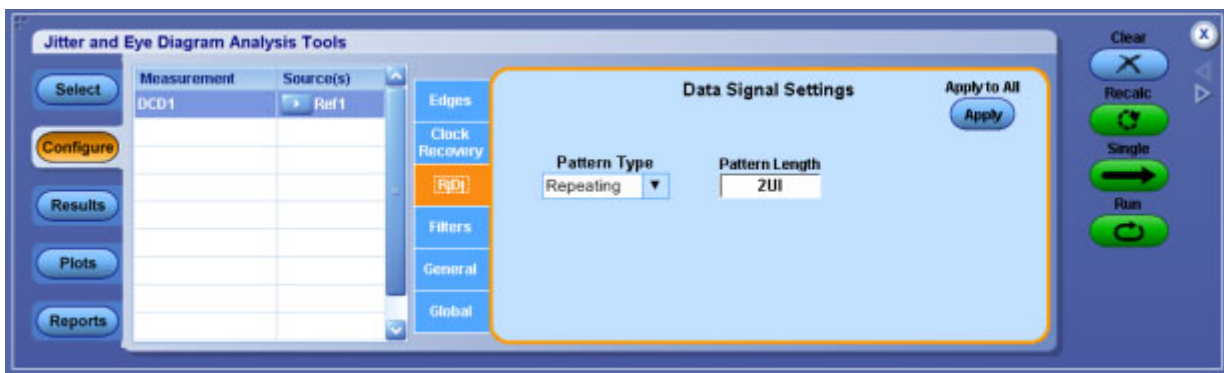 Jitter and Eye Diagram Analysis Tools
Select
Configure
Results
Plots
Reports
Measurement Source(s)
DCD1 Ref1
Edges
Clock
Recovery
RjDj
Filters
General
Global
Data Signal Settings
Apply to All
Apply
Pattern Type
Repeating
Pattern Length
2UI
Clear
X
Recalc
Single
Run